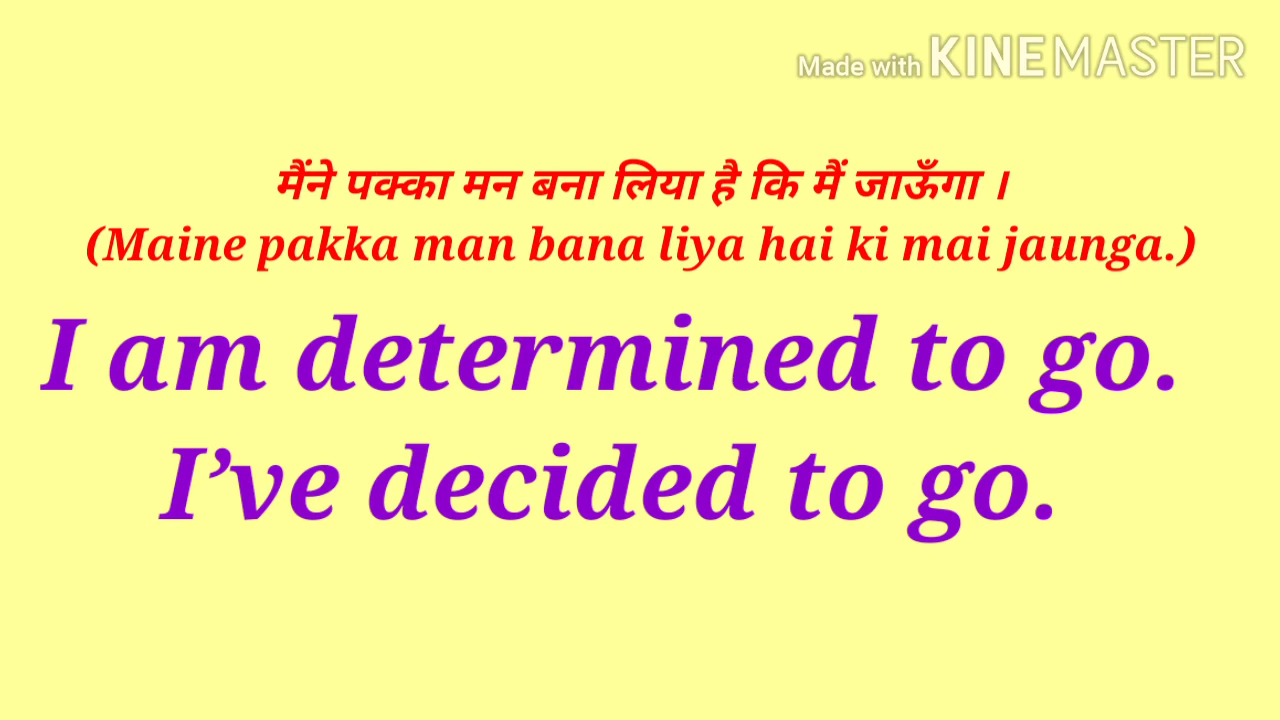 Made with KINEMASTER
मैंने पक्का मन बना लिया है कि मैं जाऊँगा ।
(Maine pakka man bana liya hai ki mai jaunga.)
I am determined to go.
I’ve decided to go.